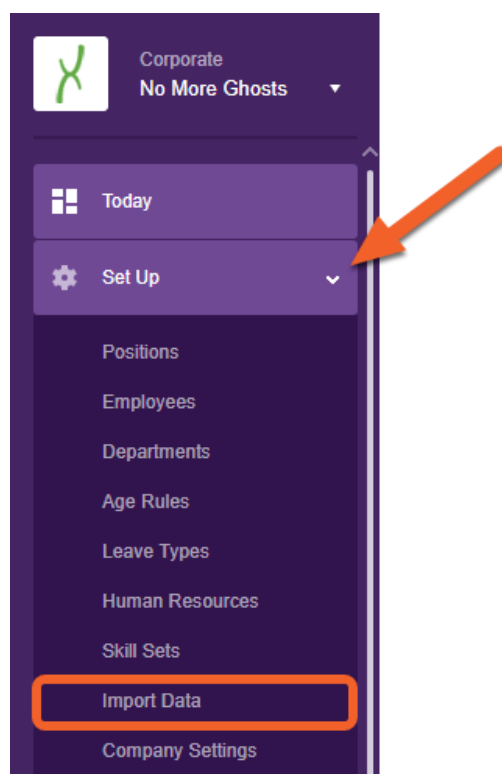 Corporate
No More Ghosts
Today
Set Up
Positions
Employees
Departments
Age Rules
Leave Types
Human Resources
Skill Sets
Import Data
Company Settings